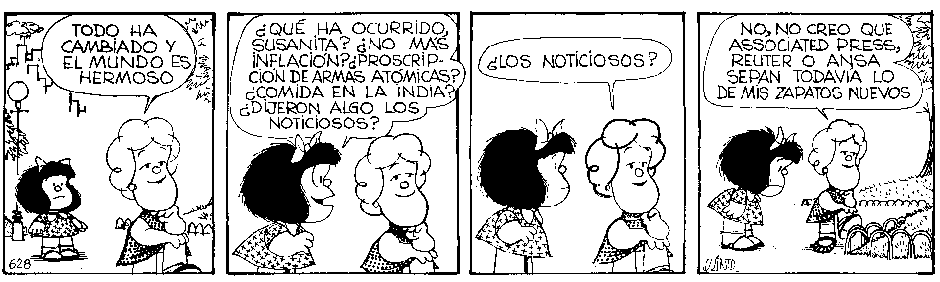 TODO HA
CAMBIADO Y
EL MUNDO ES
HERMOSO
628
¿QUÉ HA OCURRIDO,
SUSANITA? ¿NO MÁS
INFLACIÓN? ¿PROSCRIP-
CIÓN DE ARMAS ATÓMICAS?
¿COMIDA EN LA INDIA?
¿DIJERON ALGO LOS
NOTICIOSOS?
¿LOS NOTICIOSOS?
NO, NO CREO QUE
ASSOCIATED PRESS,
REUTER O ANSA
SEPAN TODAVIA LO
DE MIS ZAPATOS NUEVOS